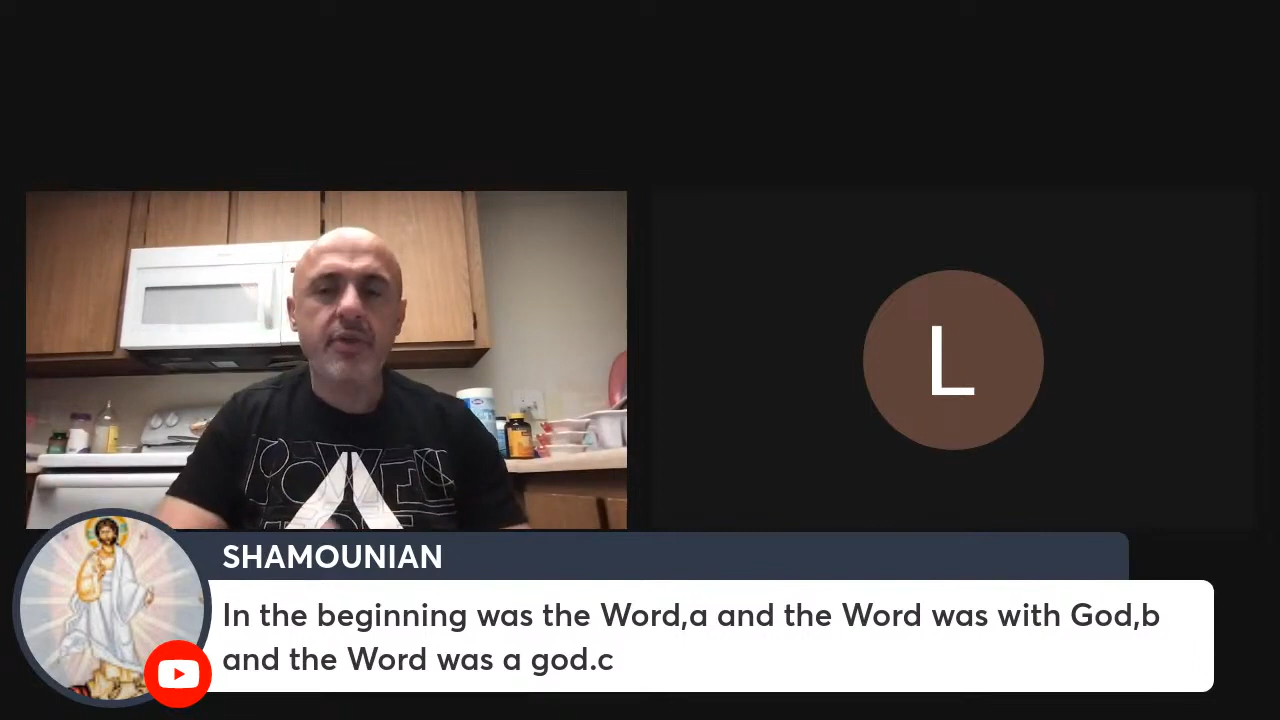 L
SHAMOUNIAN
In the beginning was the Word,a and the Word was with God,b
and the Word was a god.c